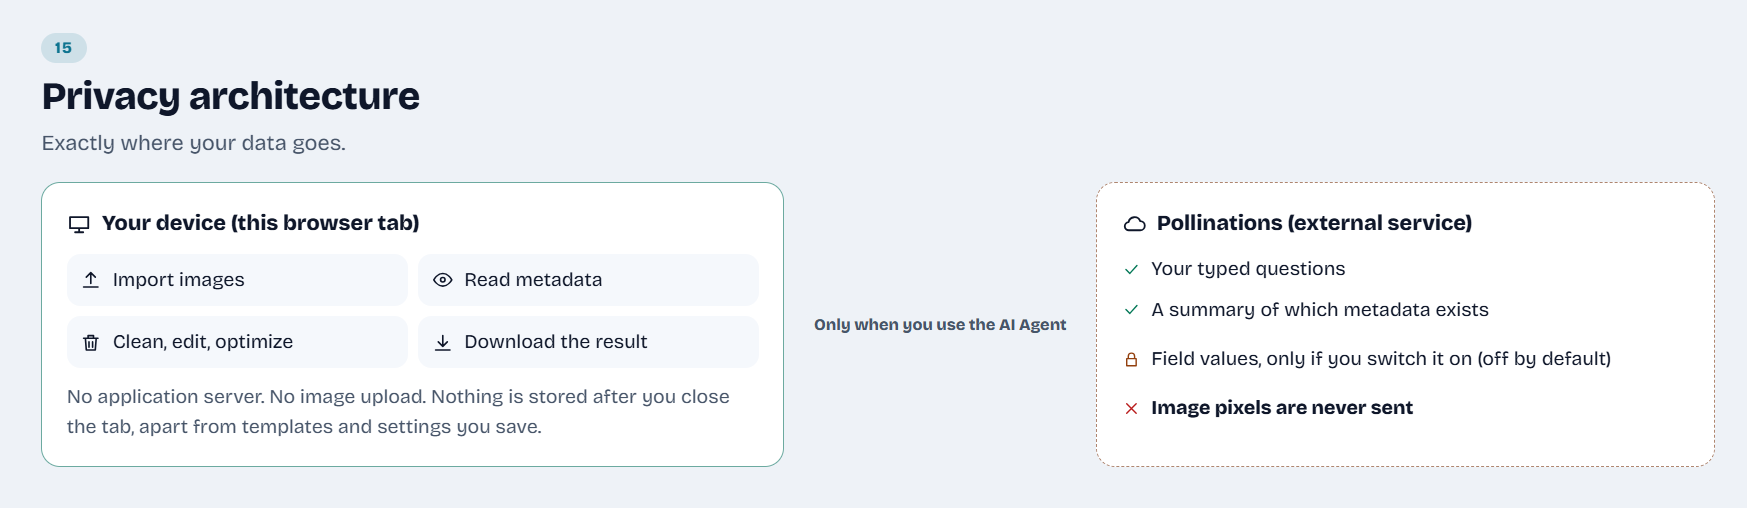 15
Privacy architecture
Exactly where your data goes.
Your device (this browser tab)
Import images
Read metadata
Clean, edit, optimize
Download the result
No application server. No image upload. Nothing is stored after you close
the tab, apart from templates and settings you save.
Only when you use the AI Agent
Pollinations (external service)
Your typed questions
A summary of which metadata exists
Field values, only if you switch it on (off by default)
Image pixels are never sent